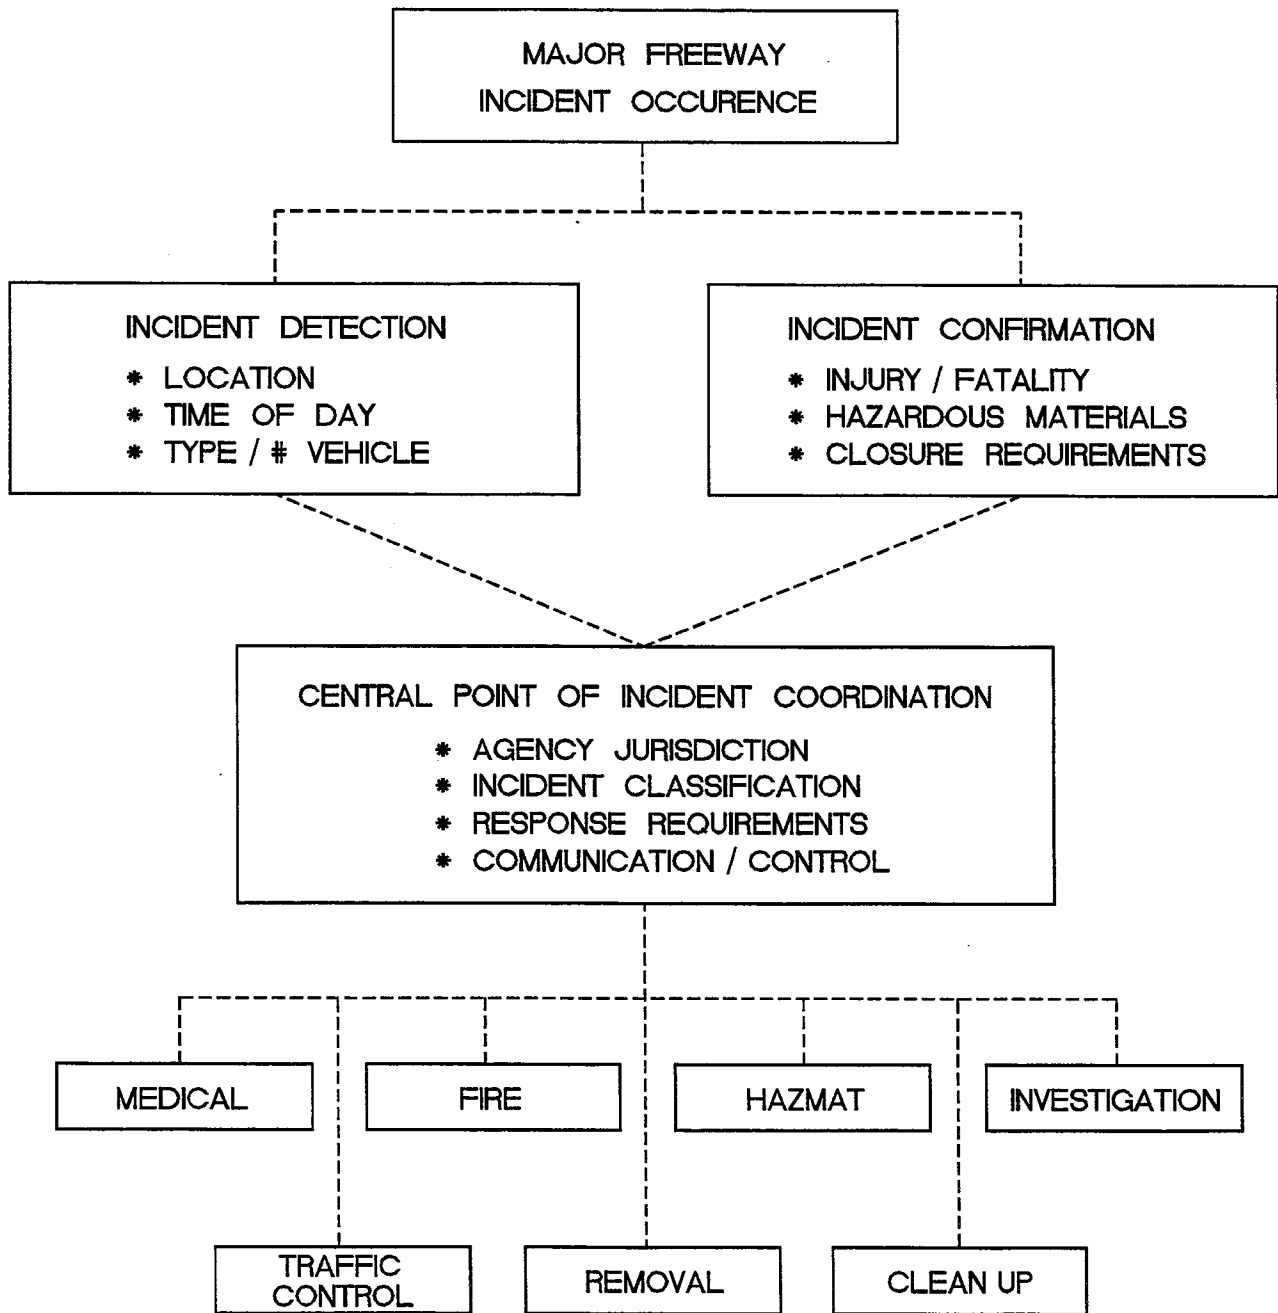 MAJOR FREEWAY
INCIDENT OCCURENCE
INCIDENT DETECTION
* LOCATION
* TIME OF DAY
* TYPE / # VEHICLE
INCIDENT CONFIRMATION
* INJURY / FATALITY
* HAZARDOUS MATERIALS
* CLOSURE REQUIREMENTS
CENTRAL POINT OF INCIDENT COORDINATION
* AGENCY JURISDICTION
* INCIDENT CLASSIFICATION
* RESPONSE REQUIREMENTS
* COMMUNICATION / CONTROL
MEDICAL
FIRE
HAZMAT
INVESTIGATION
TRAFFIC
CONTROL
REMOVAL
CLEAN UP